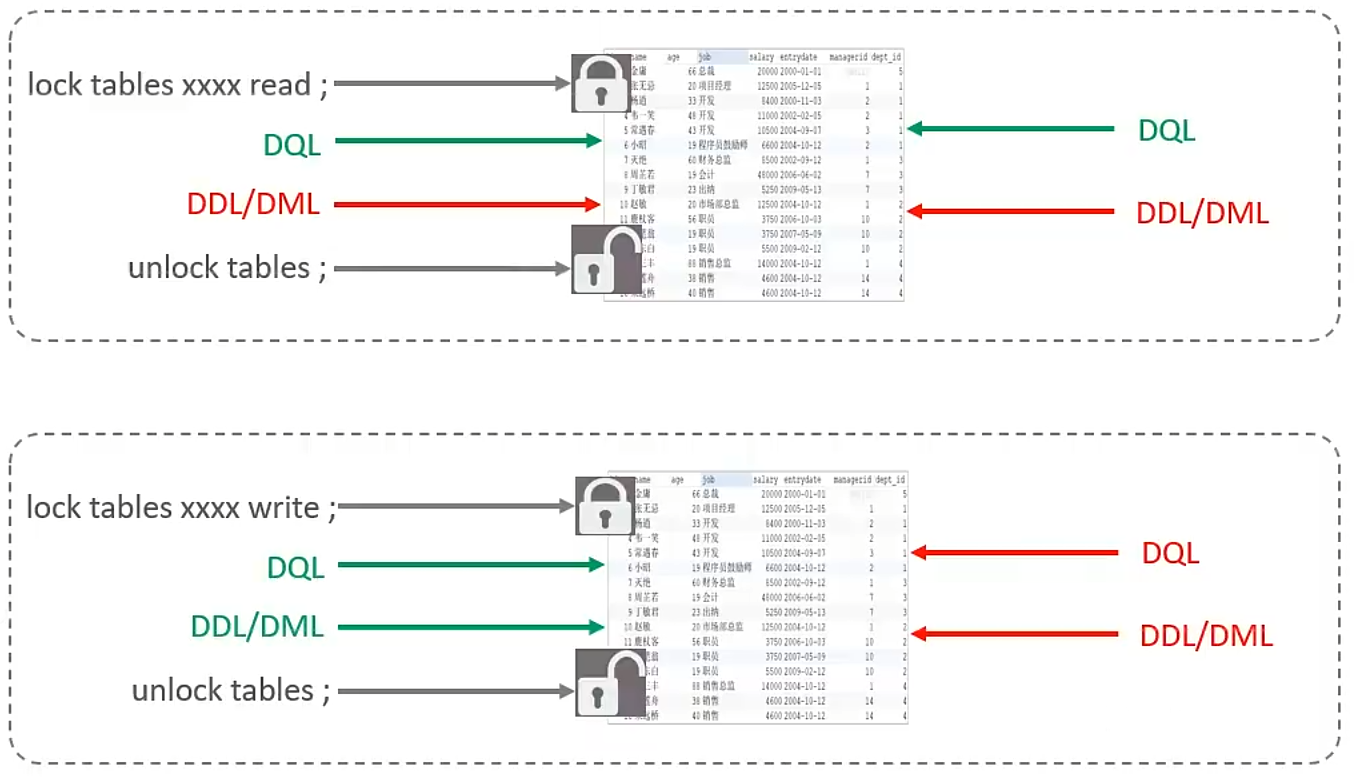 lock tables xxxx read ;
DQL
DDL/DML
unlock tables ;
name age job salary entrydate managerid dept_id
金庸 66 总裁 20000 2000-01-01 5
张无忌 20 项目经理 12500 2005-12-05 1 1
杨逍 33 开发 8400 2000-11-03 2 1
4 韦一笑 48 开发 11000 2002-02-05 2 1
5 常遇春 43 开发 10500 2004-09-07 3 1
6 小昭 19 程序员鼓励师 6600 2004-10-12 2 1
7 灭绝 60 财务总监 8500 2002-09-12 1 3
8 周芷若 19 会计 48000 2006-06-02 7 3
9 丁敏君 23 出纳 5250 2009-05-13 7 3
10 赵敏 20 市场部总监 12500 2004-10-12 1 2
11 鹿杖客 56 职员 3750 2006-10-03 10 2
19 职员 3750 2007-05-09 10 2
19 职员 5500 2009-02-12 10 2
88 销售总监 14000 2004-10-12 1 4
38 销售 4600 2004-10-12 14 4
40 销售 4600 2004-10-12 14 4
DQL
DDL/DML
lock tables xxxx write ;
DQL
DDL/DML
unlock tables ;
name age job salary entrydate managerid dept_id
金庸 66 总裁 20000 2000-01-01 5
张无忌 20 项目经理 12500 2005-12-05 1 1
杨逍 33 开发 8400 2000-11-03 2 1
4 韦一笑 48 开发 11000 2002-02-05 2 1
5 常遇春 43 开发 10500 2004-09-07 3 1
6 小昭 19 程序员鼓励师 6600 2004-10-12 2 1
7 灭绝 60 财务总监 8500 2002-09-12 1 3
8 周芷若 19 会计 48000 2006-06-02 7 3
9 丁敏君 23 出纳 5250 2009-05-13 7 3
10 赵敏 20 市场部总监 12500 2004-10-12 1 2
11 鹿杖客 56 职员 3750 2006-10-03 10 2
19 职员 3750 2007-05-09 10 2
19 职员 5500 2009-02-12 10 2
88 销售总监 14000 2004-10-12 1 4
38 销售 4600 2004-10-12 14 4
40 销售 4600 2004-10-12 14 4
DQL
DDL/DML